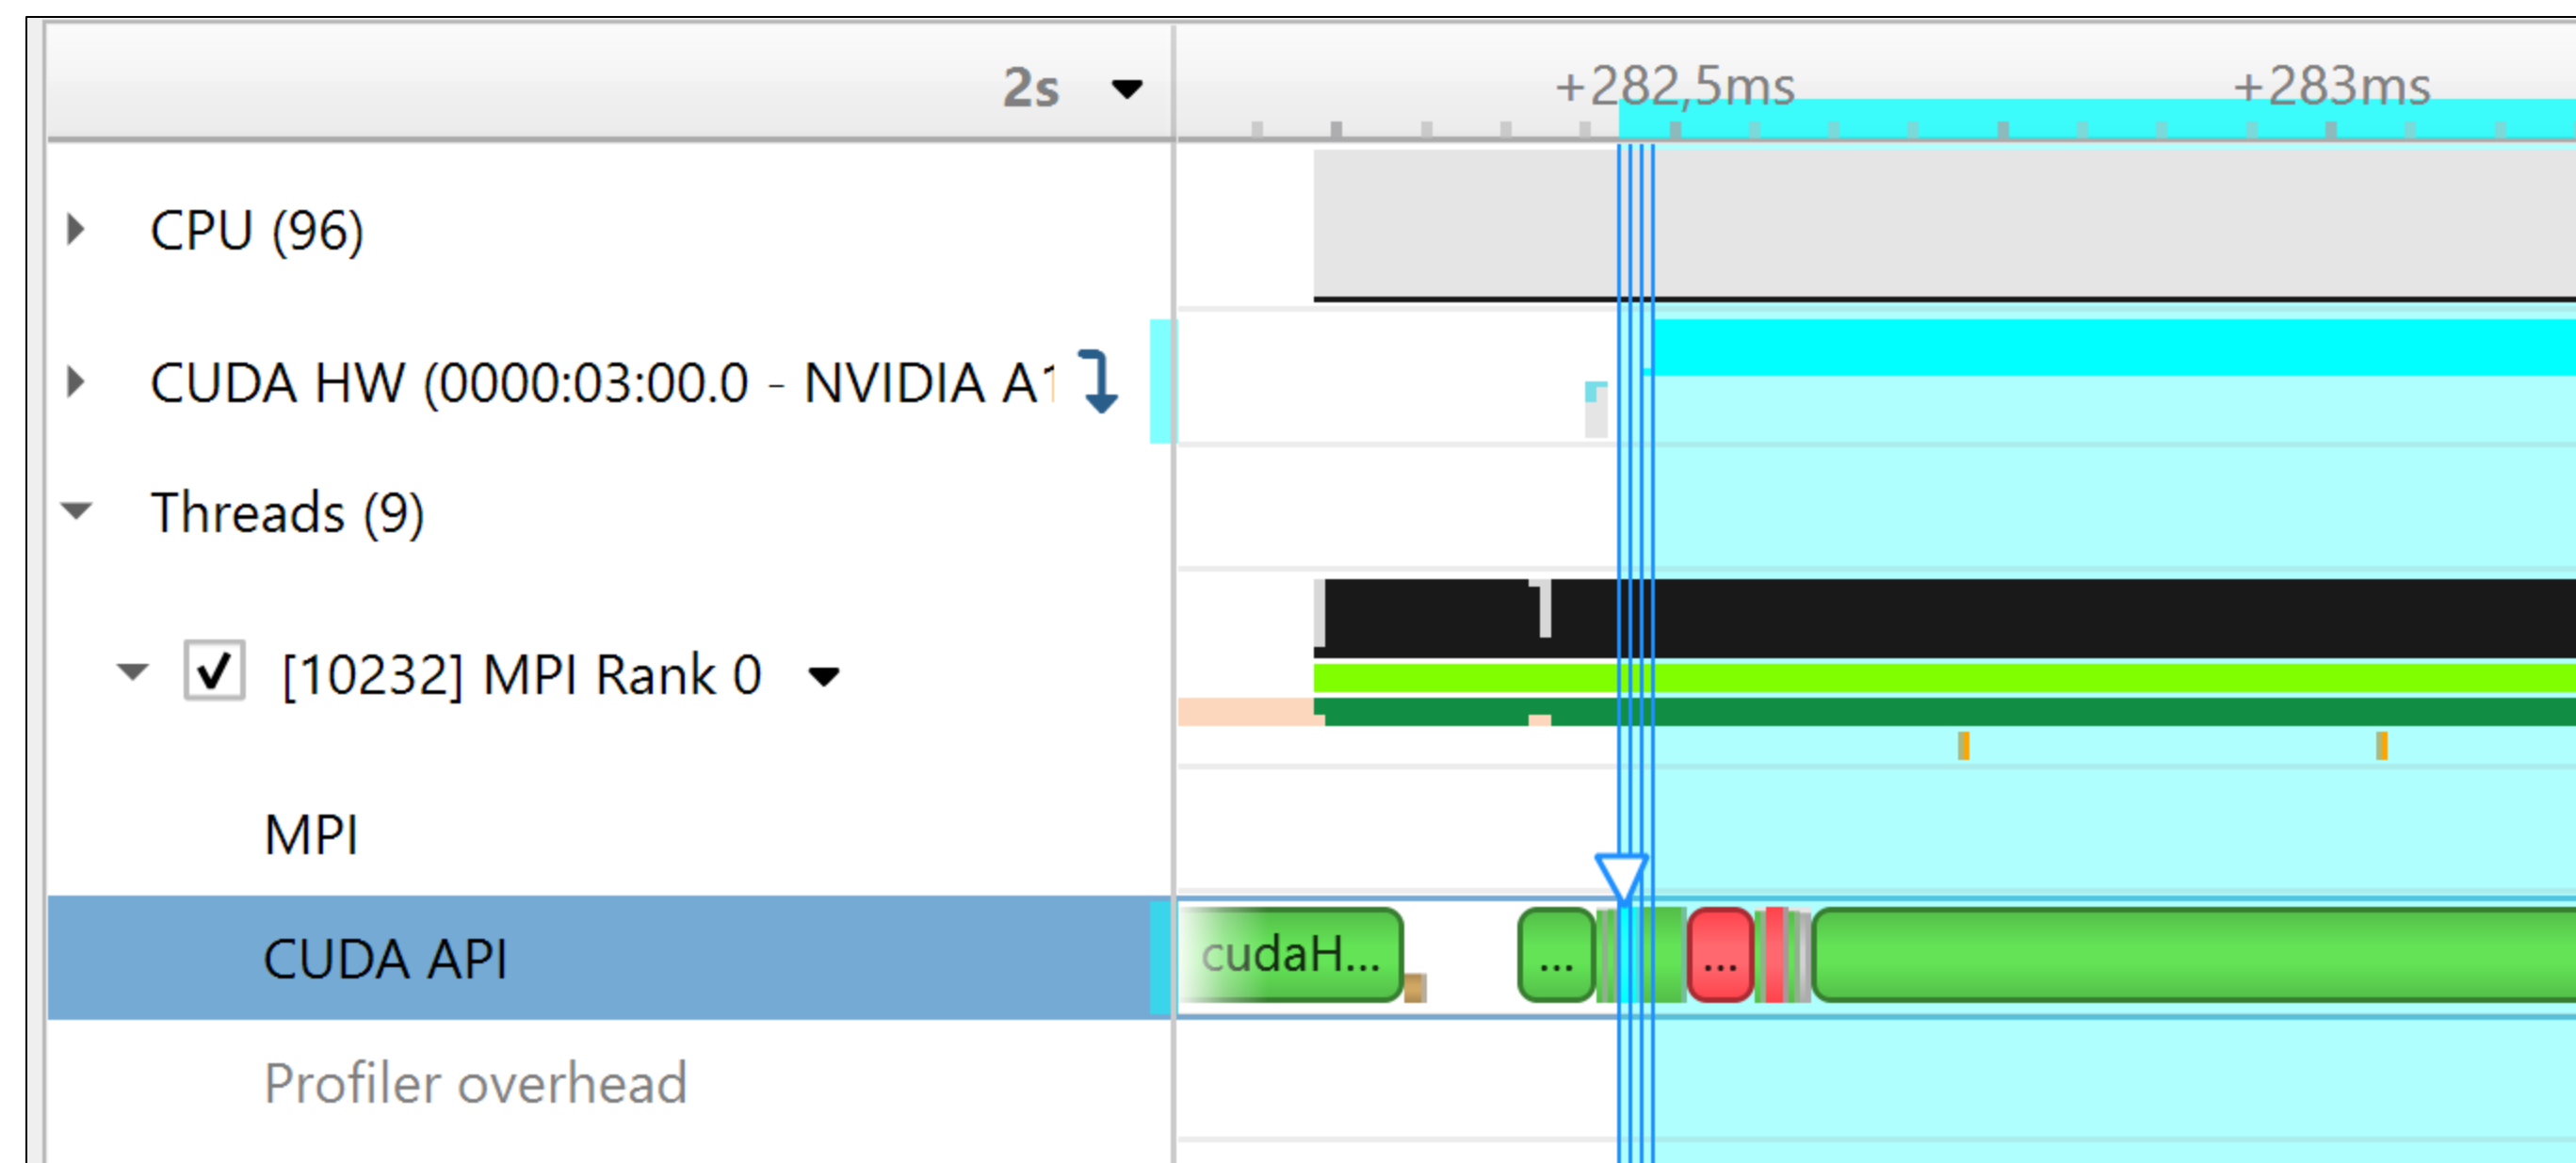 2s +282,5ms +283ms
CPU (96)
CUDA HW (0000:03:00.0 - NVIDIA A1
Threads (9)
[10232] MPI Rank 0
MPI
CUDA API
cudaH... ... ...
Profiler overhead